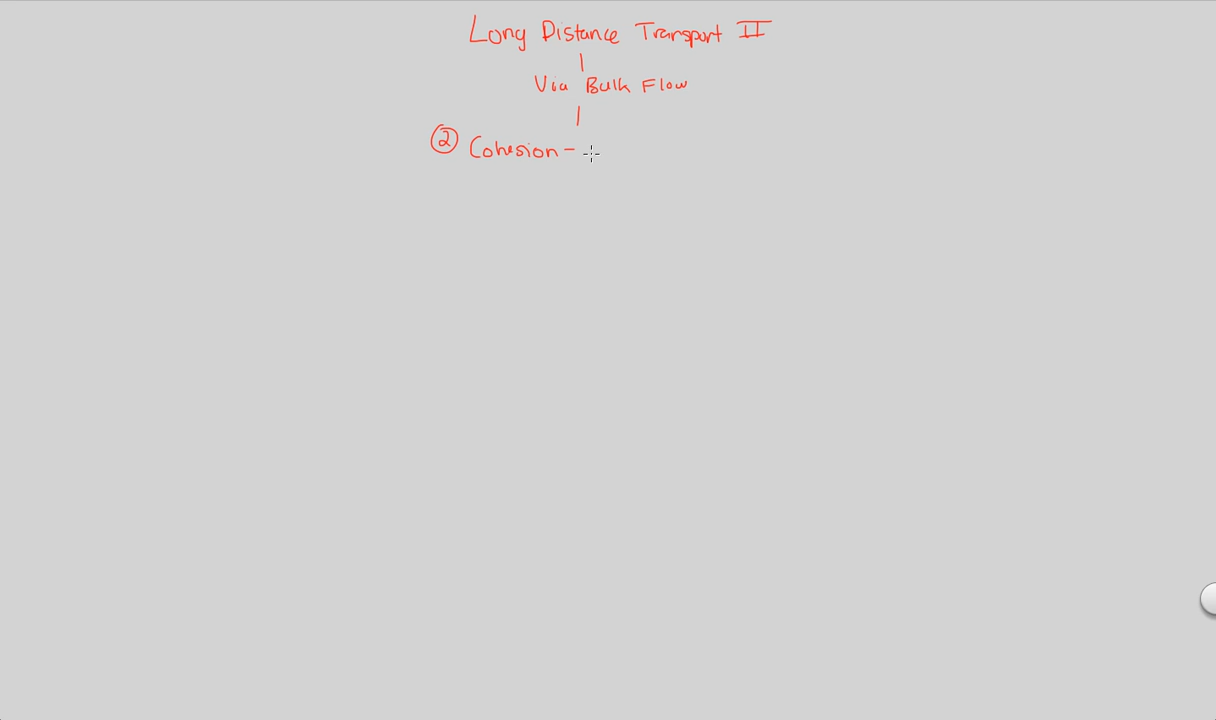 Long Distance Transport II
Via Bulk Flow
② Cohesion -